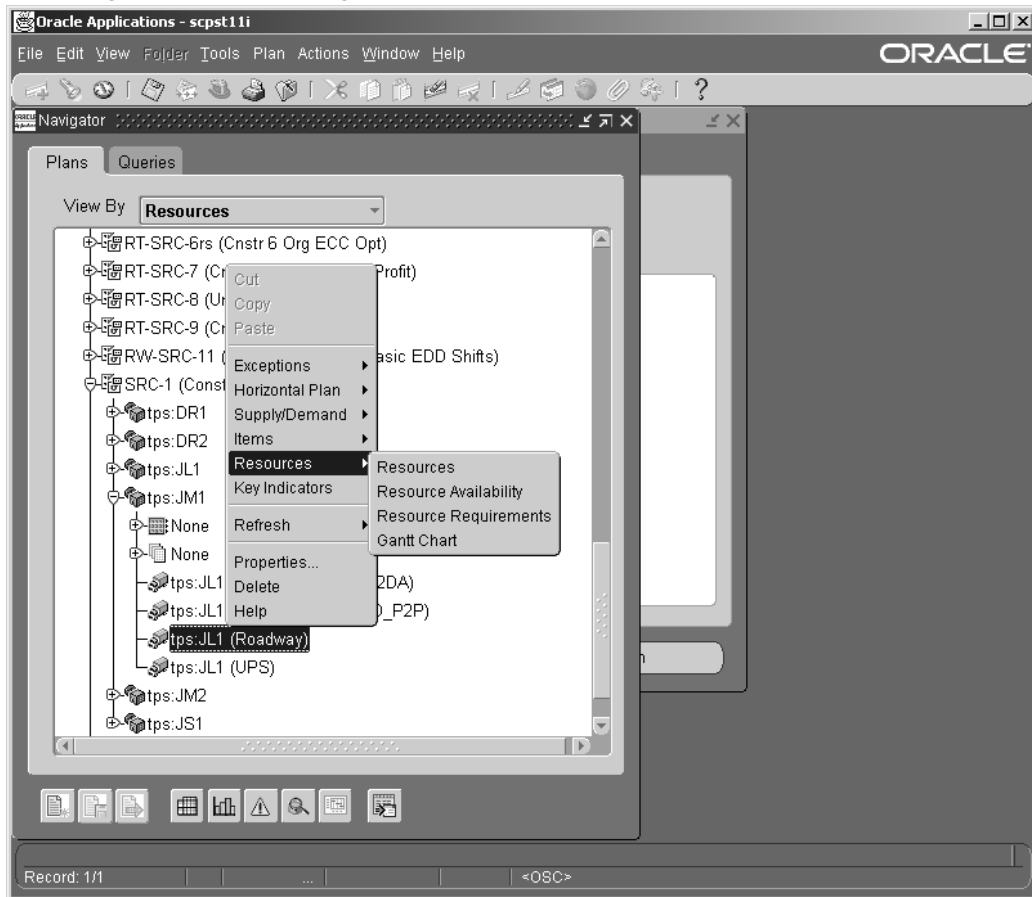 Oracle Applications - scpst11i
File Edit View Folder Tools Plan Actions Window Help
ORACLE
Navigator
Plans Queries
View By Resources
RT-SRC-6rs (Cnstr 6 Org ECC Opt)
RT-SRC-7 (Cr Profit)
RT-SRC-8 (Ur
RT-SRC-9 (Cr
RW-SRC-11 ( asic EDD Shifts)
SRC-1 (Const
tps:DR1
tps:DR2
tps:JL1
tps:JM1
None
None
tps:JL1 2DA)
tps:JL1 _P2P)
tps:JL1 (Roadway)
tps:JL1 (UPS)
tps:JM2
tps:JS1
Cut
Copy
Paste
Exceptions
Horizontal Plan
Supply/Demand
Items
Resources
Key Indicators
Refresh
Properties...
Delete
Help
Resources
Resource Availability
Resource Requirements
Gantt Chart
Record: 1/1 ... <OSC>